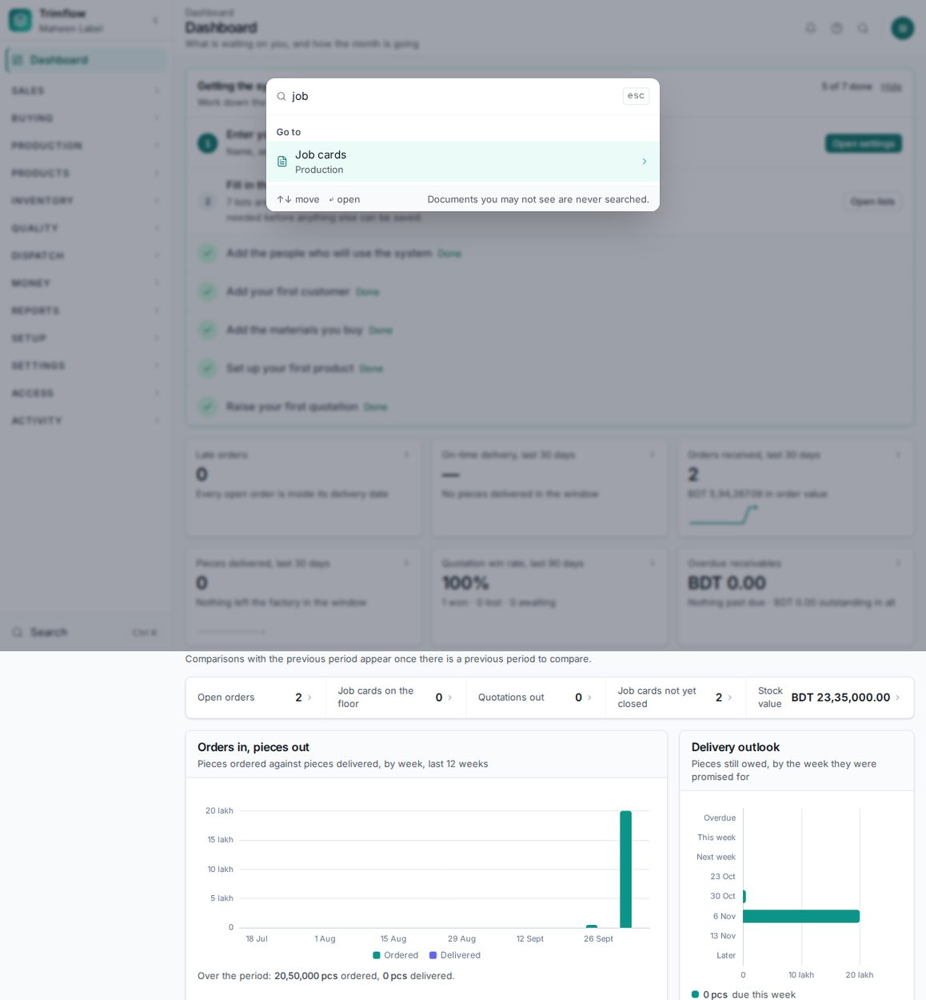 Trimflow
Maheen Label
Dashboard
SALES
BUYING
PRODUCTION
PRODUCTS
INVENTORY
QUALITY
DISPATCH
MONEY
REPORTS
SETUP
SETTINGS
ACCESS
ACTIVITY
Search
Ctrl K
Dashboard
Dashboard
What is waiting on you, and how the month is going
job
esc
Go to
Job cards
Production
↑↓ move ↵ open
Documents you may not see are never searched.
Getting the
5 of 7 done Hide
Work down the
1
Enter
Name,
Open settings
2
Fill in
7 lists
needed before anything else can be saved
Open lists
Add the people who will use the system Done
Add your first customer Done
Add the materials you buy Done
Set up your first product Done
Raise your first quotation Done
Late orders
0
Every open order is inside its delivery date
On-time delivery, last 30 days
—
No pieces delivered in the window
Orders received, last 30 days
2
in order value
Pieces delivered, last 30 days
0
Nothing left the factory in the window
Quotation win rate, last 90 days
100%
1 won · 0 lost · 0 awaiting
Overdue receivables
BDT 0.00
Nothing past due · BDT 0.00 outstanding in all
Comparisons with the previous period appear once there is a previous period to compare.
Open orders 2
Job cards on the floor 0
Quotations out 0
Job cards not yet closed 2
Stock value BDT 23,35,000.00
Orders in, pieces out
Pieces ordered against pieces delivered, by week, last 12 weeks
20 lakh
15 lakh
10 lakh
5 lakh
0
18 Jul 1 Aug 15 Aug 29 Aug 12 Sept 26 Sept
Ordered Delivered
Over the period: 20,50,000 pcs ordered, 0 pcs delivered.
Delivery outlook
Pieces still owed, by the week they were
promised for
Overdue
This week
Next week
23 Oct
30 Oct
6 Nov
13 Nov
Later
0 10 lakh 20 lakh
0 pcs due this week